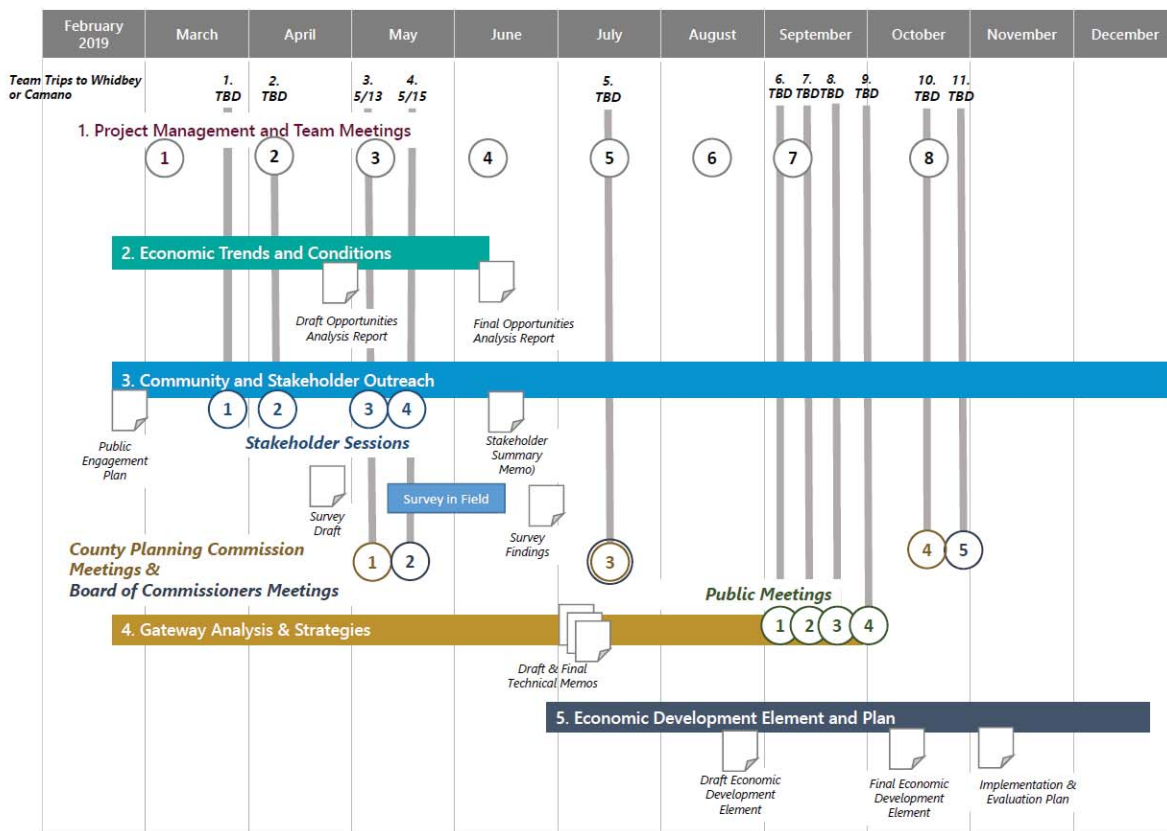 February
2019
March
April
May
June
July
August
September
October
November
December
Team Trips to Whidbey
or Camano
1.
TBD
2.
TBD
3.
5/13
4.
5/15
5.
TBD
6.
TBD
7.
TBD
8.
TBD
9.
TBD
10.
TBD
11.
TBD
1. Project Management and Team Meetings
1
2
3
4
5
6
7
8
2. Economic Trends and Conditions
Draft Opportunities
Analysis Report
Final Opportunities
Analysis Report
3. Community and Stakeholder Outreach
1
2
3
4
Public
Engagement
Plan
Stakeholder Sessions
Stakeholder
Summary
Memo)
Survey
Draft
Survey in Field
Survey
Findings
County Planning Commission
Meetings &
Board of Commissioners Meetings
1
2
3
4
5
Public Meetings
1
2
3
4
4. Gateway Analysis & Strategies
Draft & Final
Technical Memos
5. Economic Development Element and Plan
Draft Economic
Development
Element
Final Economic
Development
Element
Implementation &
Evaluation Plan